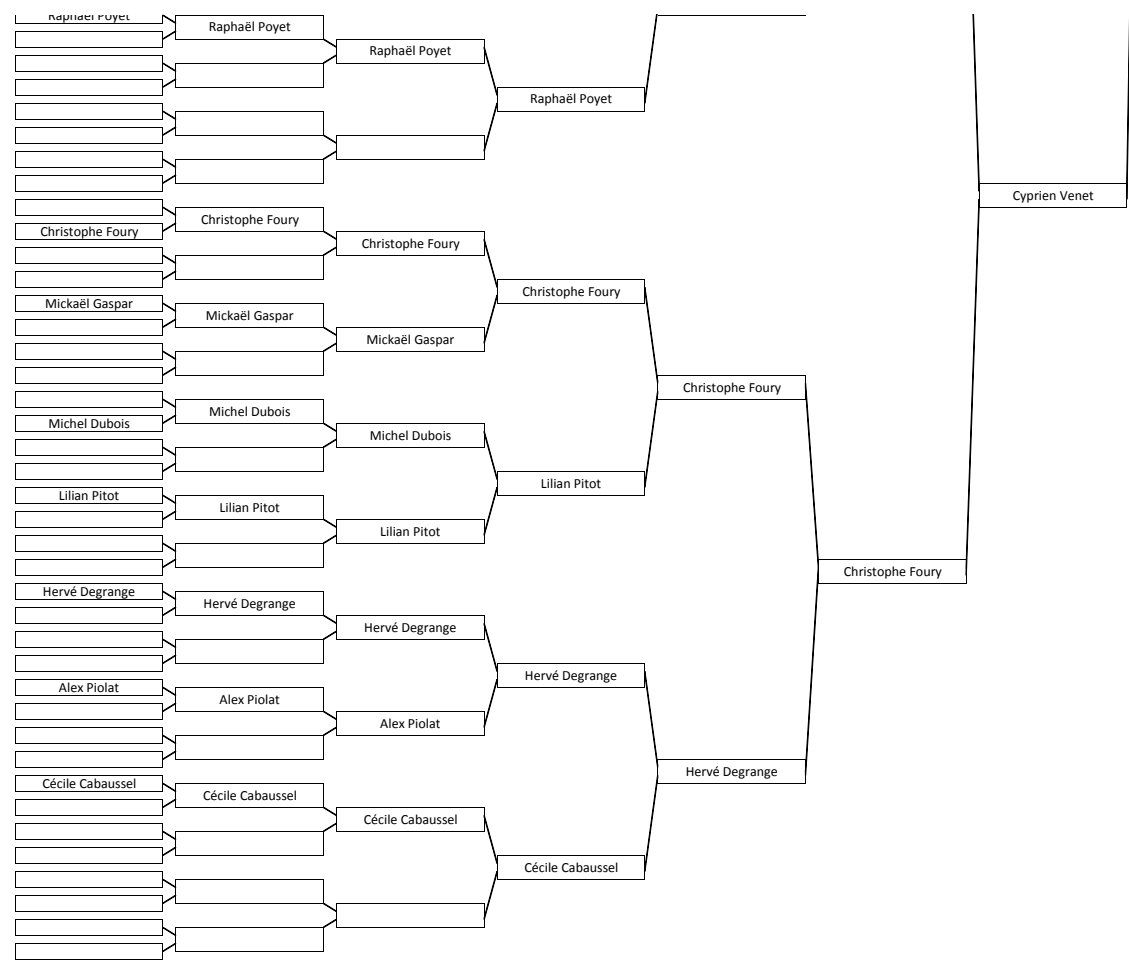 Raphaël Poyet
Raphaël Poyet
Raphaël Poyet
Raphaël Poyet
Cyprien Venet
Christophe Foury
Christophe Foury
Christophe Foury
Christophe Foury
Mickaël Gaspar
Mickaël Gaspar
Mickaël Gaspar
Christophe Foury
Michel Dubois
Michel Dubois
Michel Dubois
Lilian Pitot
Lilian Pitot
Lilian Pitot
Lilian Pitot
Christophe Foury
Hervé Degrange
Hervé Degrange
Hervé Degrange
Hervé Degrange
Alex Piolat
Alex Piolat
Alex Piolat
Hervé Degrange
Cécile Cabaussel
Cécile Cabaussel
Cécile Cabaussel
Cécile Cabaussel